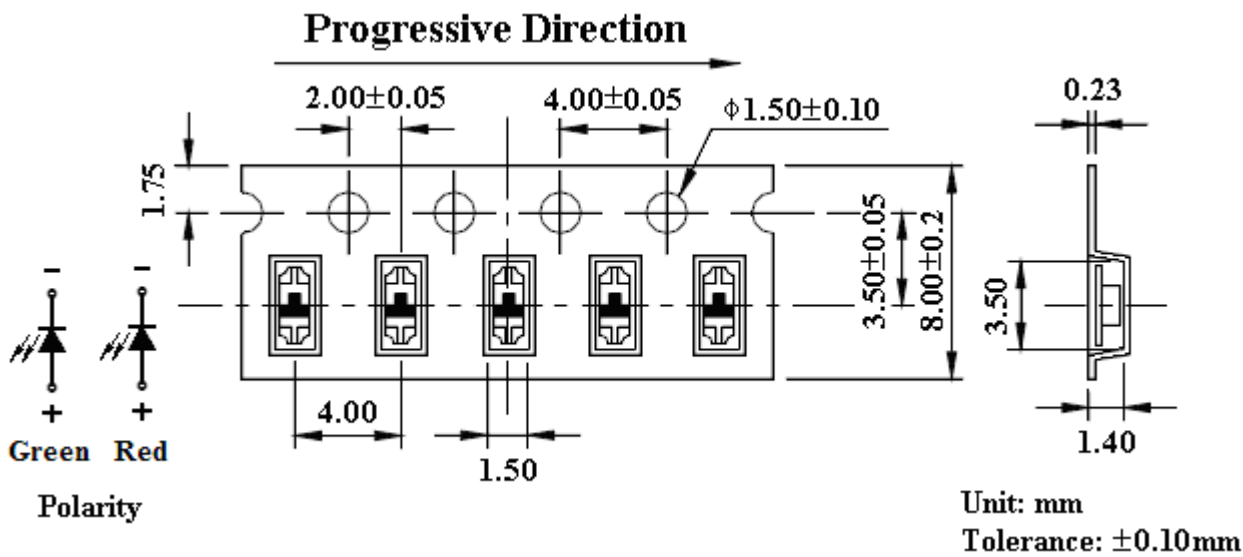 Progressive Direction
2.00±0.05
4.00±0.05
ϕ1.50±0.10
0.23
1.75
3.50±0.05
8.00±0.2
3.50
-
-
+
+
4.00
1.50
1.40
Green Red
Polarity
Unit: mm
Tolerance: ±0.10mm